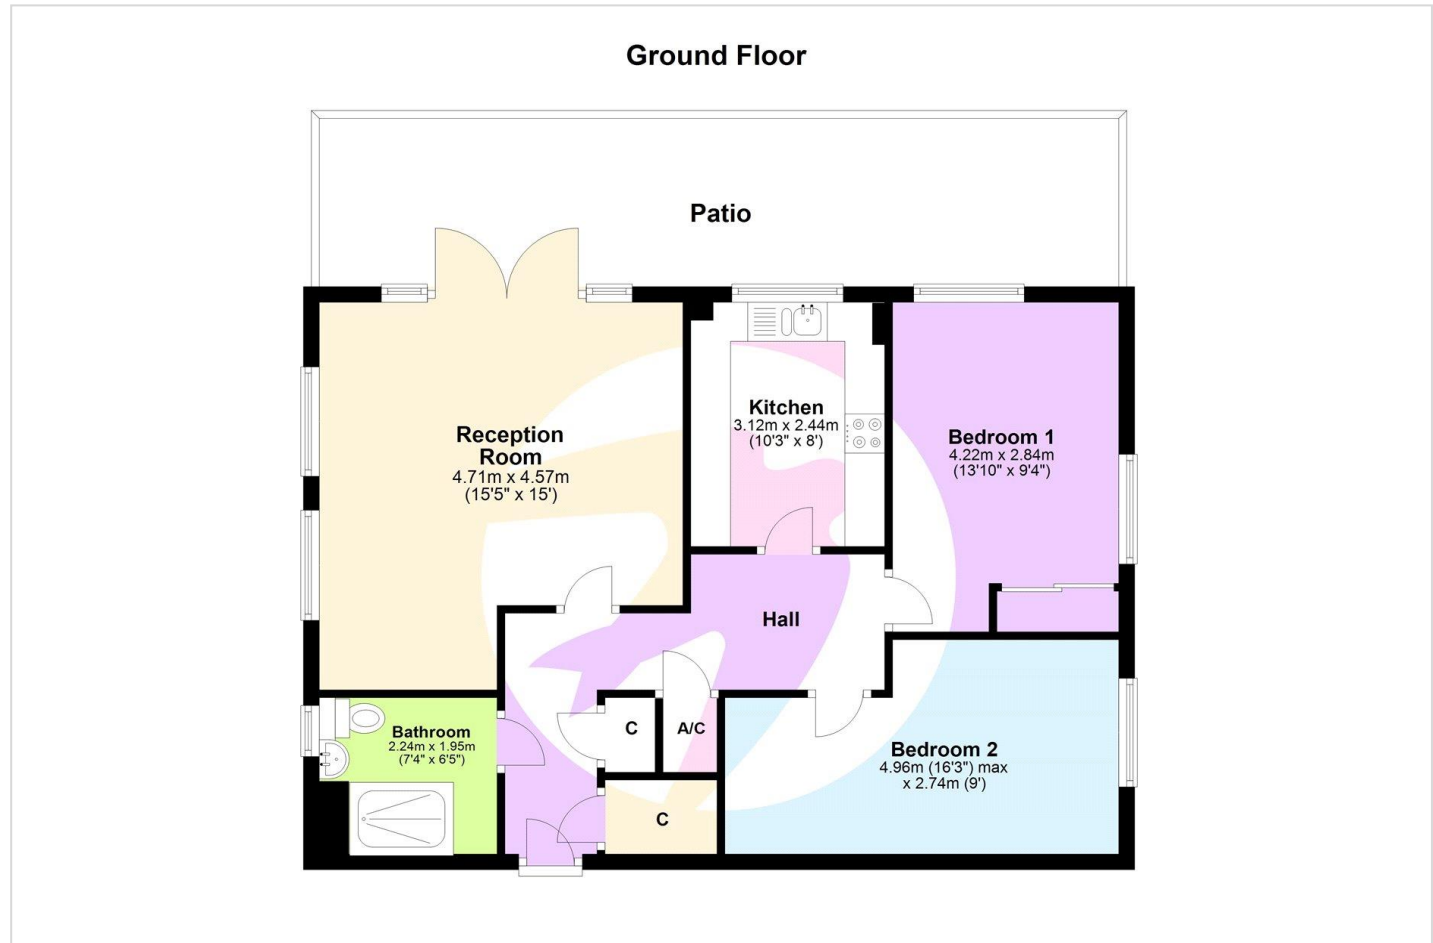 Ground Floor
Patio
Reception
Room
4.71m x 4.57m
(15'5" x 15')
Kitchen
3.12m x 2.44m
(10'3" x 8')
Bedroom 1
4.22m x 2.84m
(13'10" x 9'4")
Hall
Bathroom
2.24m x 1.95m
(7'4" x 6'5")
C
A/C
C
Bedroom 2
4.96m (16'3") max
x 2.74m (9')